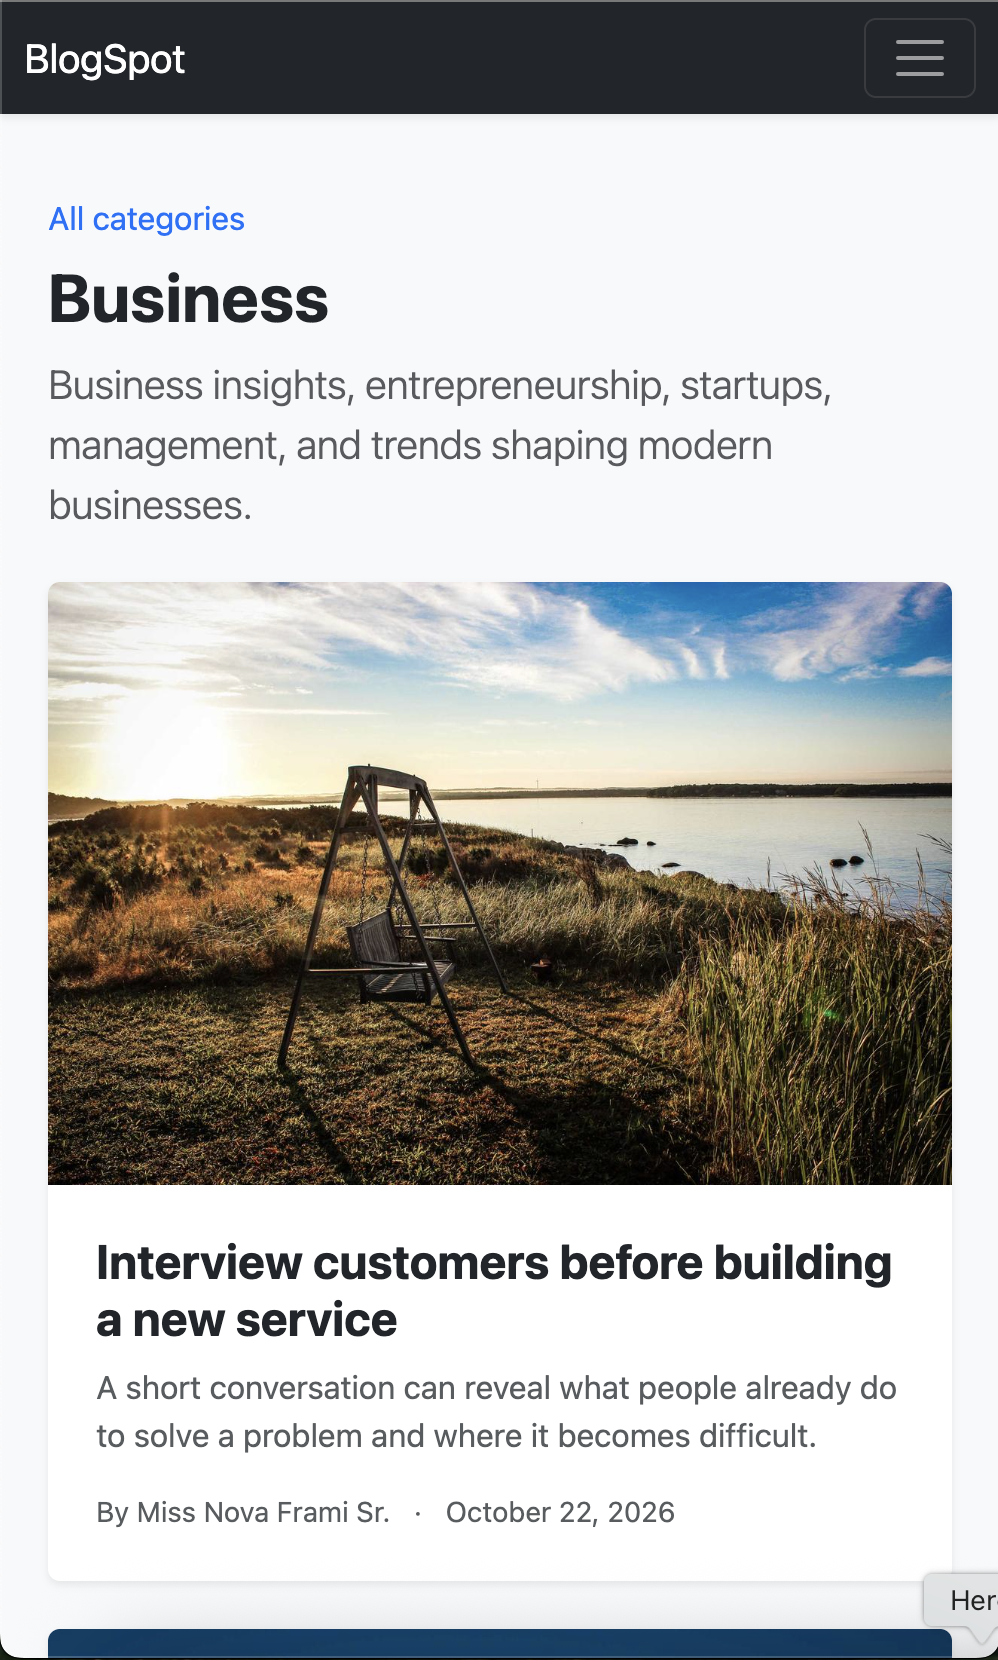 BlogSpot
All categories
Business
Business insights, entrepreneurship, startups,
management, and trends shaping modern
businesses.
Interview customers before building
a new service
A short conversation can reveal what people already do
to solve a problem and where it becomes difficult.
By Miss Nova Frami Sr. · October 22, 2026